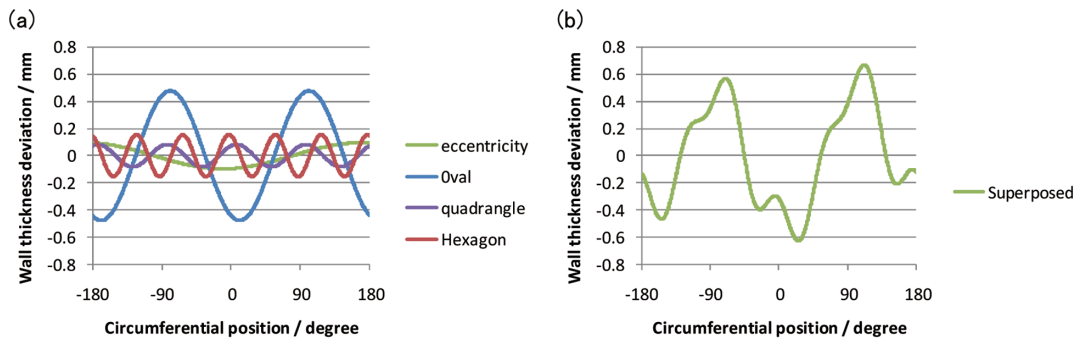 (a)
Wall thickness deviation / mm
0.8
0.6
0.4
0.2
0
-0.2
-0.4
-0.6
-0.8
-180
-90
0
90
180
Circumferential position / degree
eccentricity
0val
quadrangle
Hexagon
(b)
Wall thickness deviation / mm
0.8
0.6
0.4
0.2
0
-0.2
-0.4
-0.6
-0.8
-180
-90
0
90
180
Circumferential position / degree
Superposed